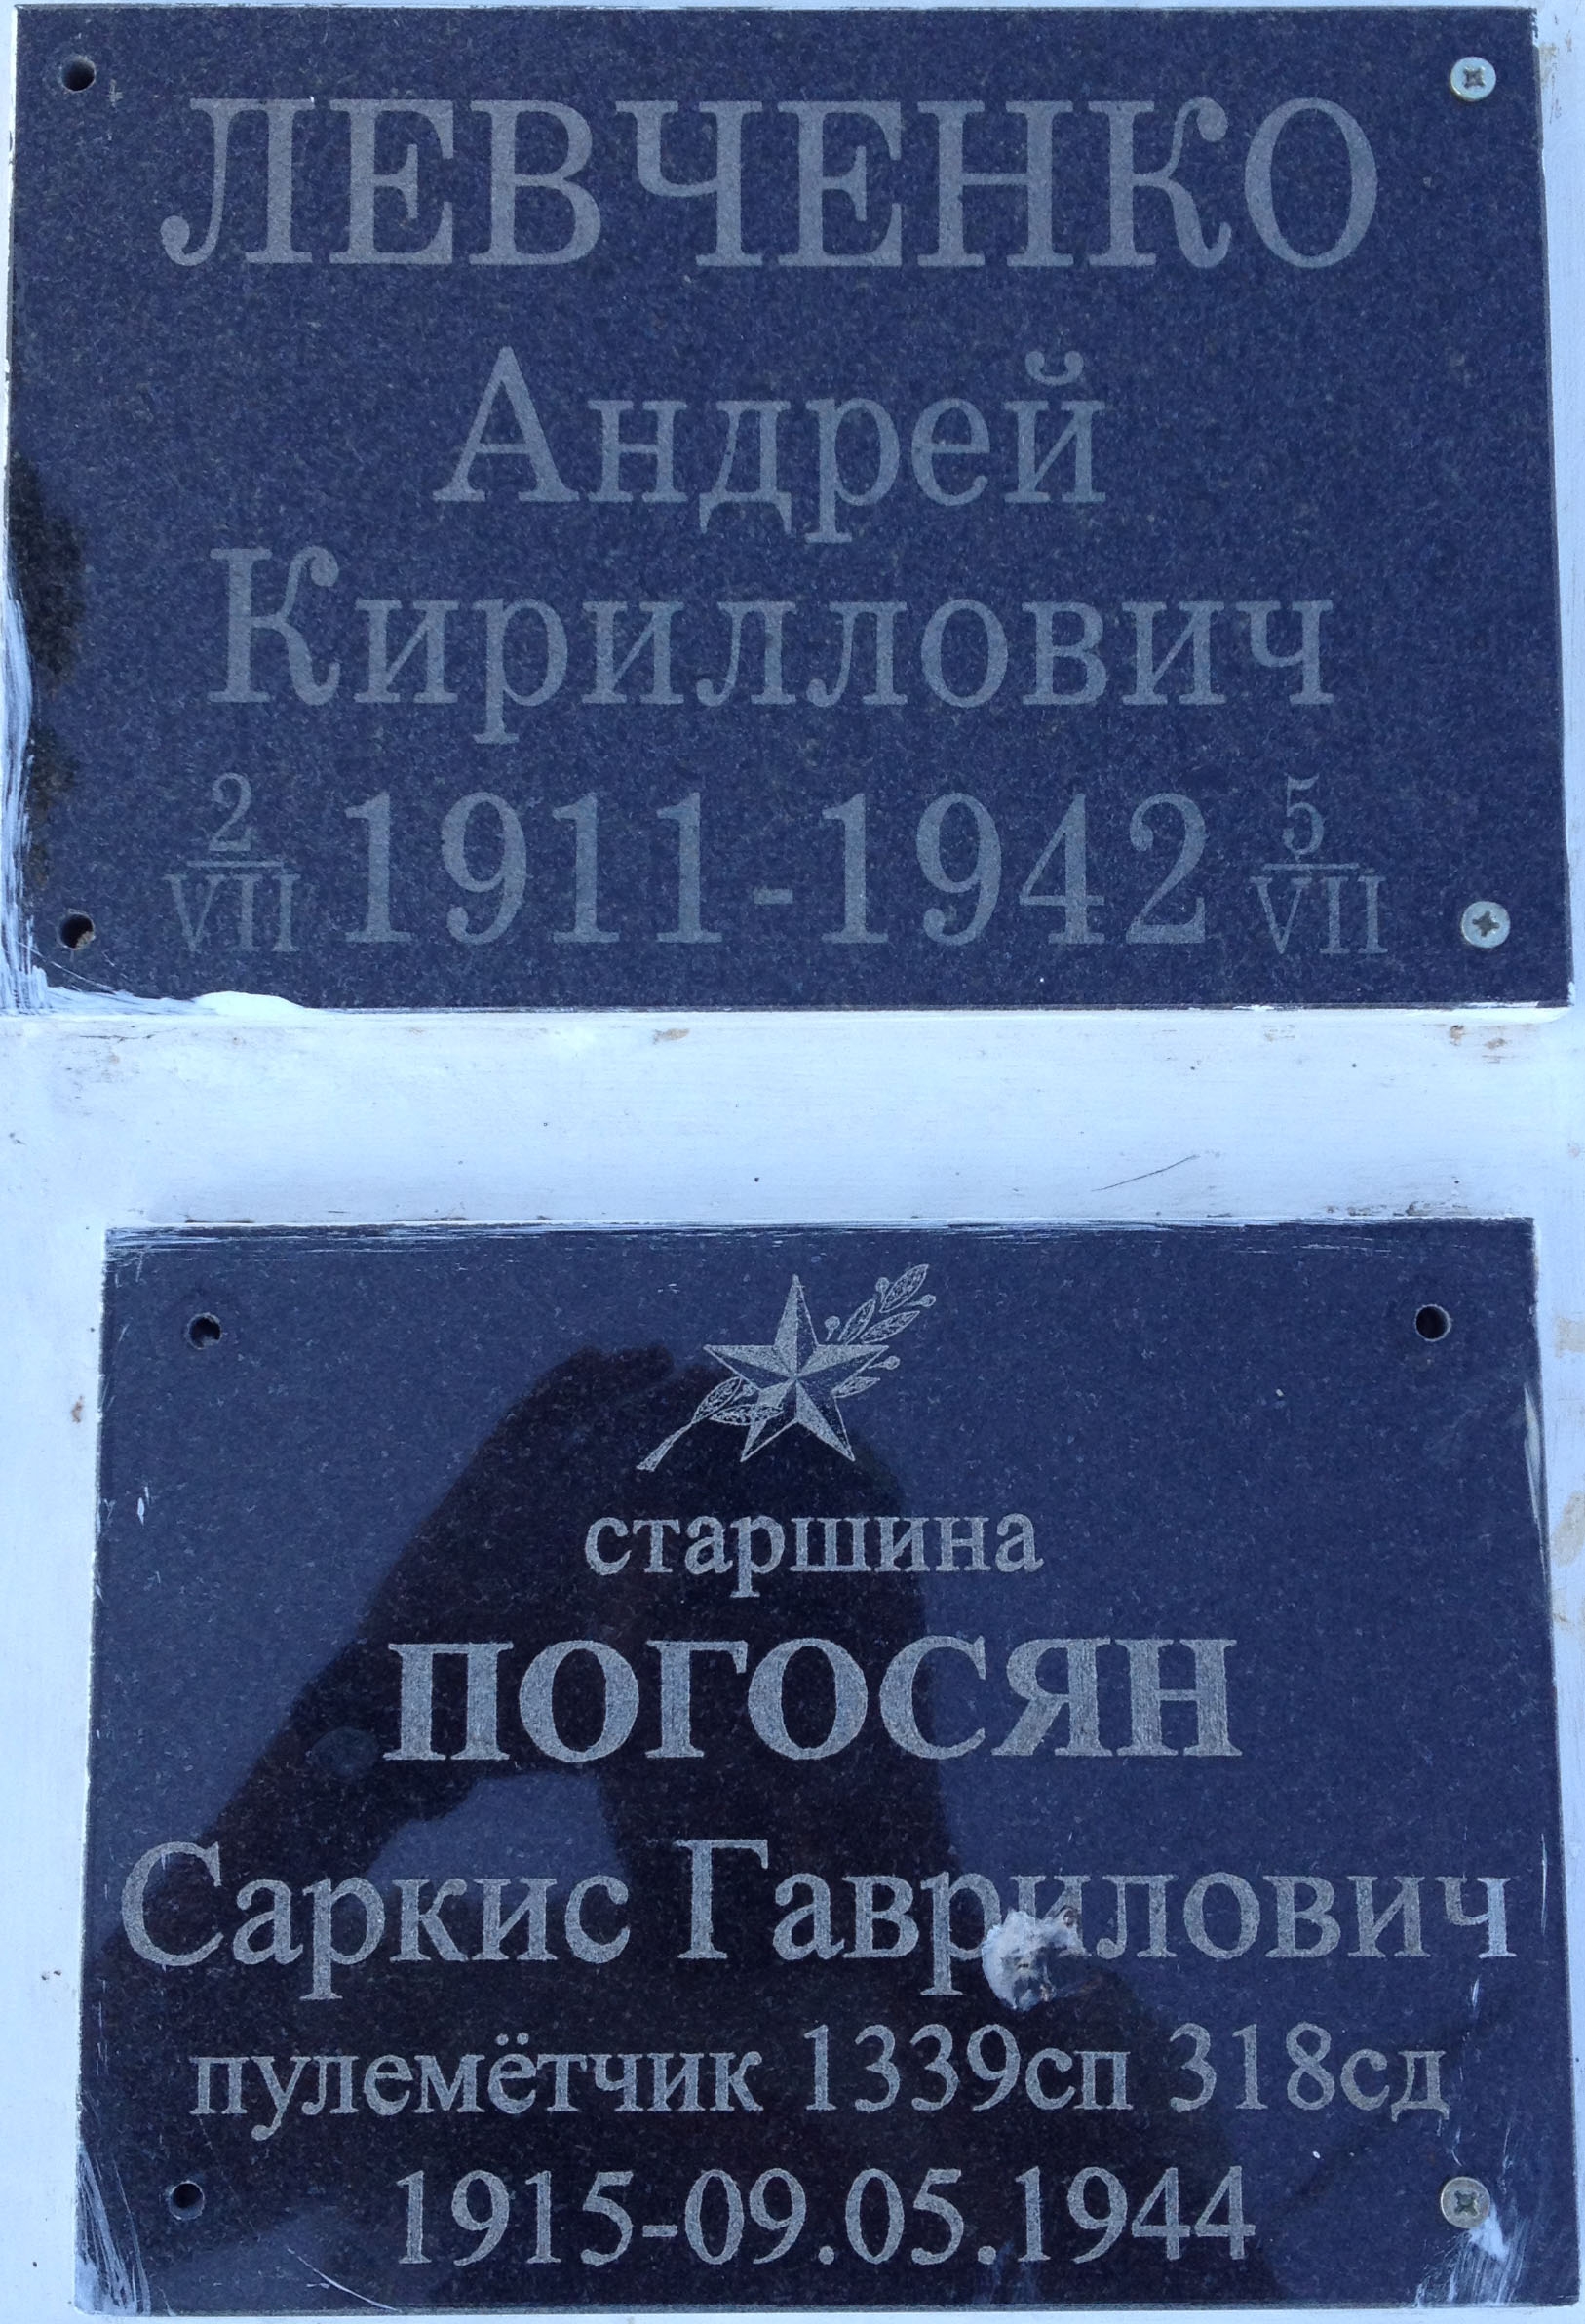 ЛЕВЧЕНКО
Андрей
Кириллович
2/VII 1911-1942 5/VII
старшина
ПОГОСЯН
Саркис Гаврилович
пулемётчик 1339сп 318сд
1915-09.05.1944